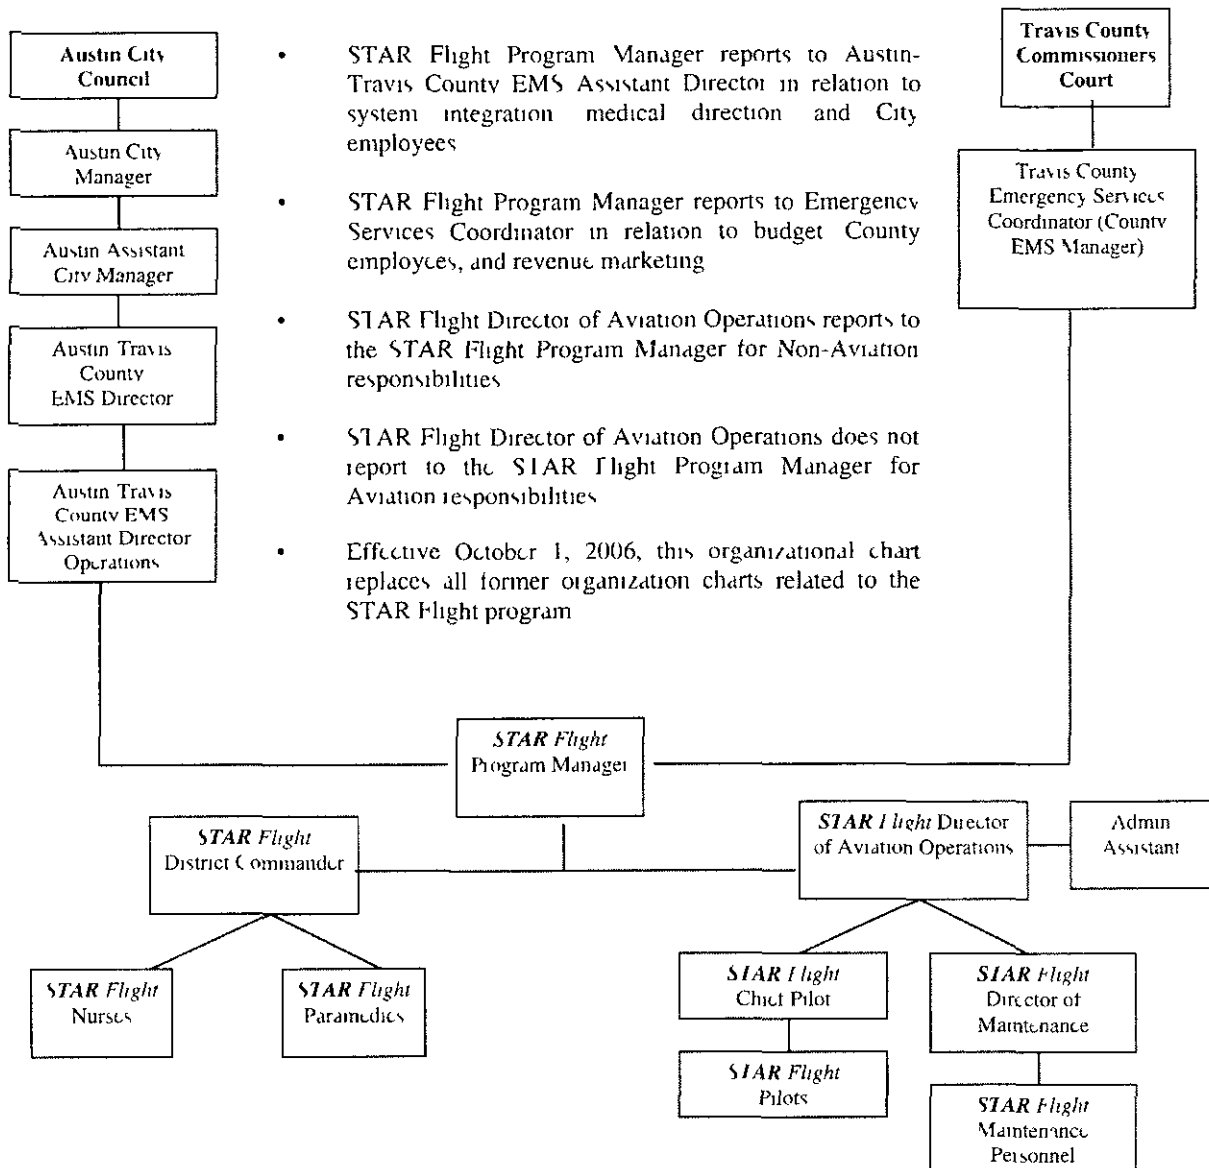 Austin City
Council
Austin City
Manager
Austin Assistant
City Manager
Austin Travis
County
EMS Director
Austin Travis
County EMS
Assistant Director
Operations
• STAR Flight Program Manager reports to Austin-
Travis County EMS Assistant Director in relation to
system integration medical direction and City
employees
• STAR Flight Program Manager reports to Emergency
Services Coordinator in relation to budget County
employees, and revenue marketing
• STAR Flight Director of Aviation Operations reports to
the STAR Flight Program Manager for Non-Aviation
responsibilities
• STAR Flight Director of Aviation Operations does not
report to the STAR Flight Program Manager for
Aviation responsibilities
• Effective October 1, 2006, this organizational chart
replaces all former organization charts related to the
STAR Flight program
Travis County
Commissioners
Court
Travis County
Emergency Services
Coordinator (County
EMS Manager)
STAR Flight
Program Manager
STAR Flight
District Commander
STAR Flight Director
of Aviation Operations
Admin
Assistant
STAR Flight
Nurses
STAR Flight
Paramedics
STAR Flight
Chief Pilot
STAR Flight
Director of
Maintenance
STAR Flight
Pilots
STAR Flight
Maintenance
Personnel